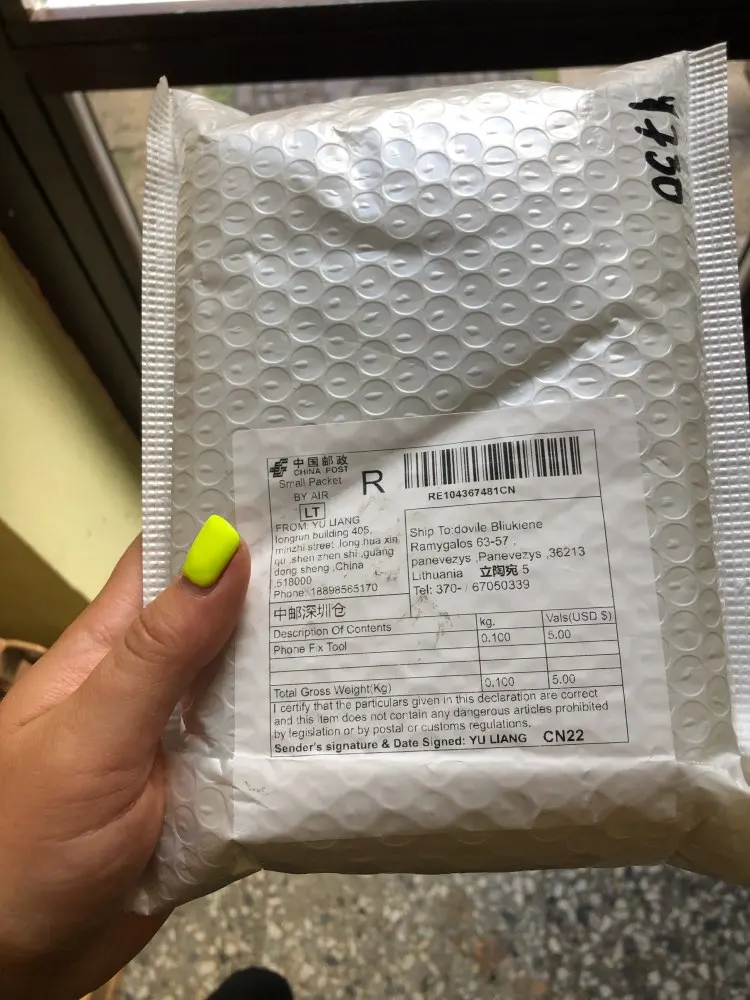 中国邮政
CHINA POST
Small Packet
BY AIR
LT
R
RE104367481CN
FROM: YU LIANG
longrun building 405,
minzhi street ,long hua xin
qu ,shen zhen shi ,guang
dong sheng ,China
,518000
Phone: 18898565170
Ship To:dovile Bliukiene
Ramygalos 63-57 ,
panevezys ,Panevezys ,36213
Lithuania 立陶宛 5
Tel: 370- / 67050339
中邮深圳仓
Description Of Contents kg. Vals(USD $)
Phone Fix Tool 0.100 5.00
Total Gross Weight(Kg) 0.100 5.00
I certify that the particulars given in this declaration are correct
and this item does not contain any dangerous articles prohibited
by legislation or by postal or customs regulations.
Sender's signature & Date Signed: YU LIANG CN22